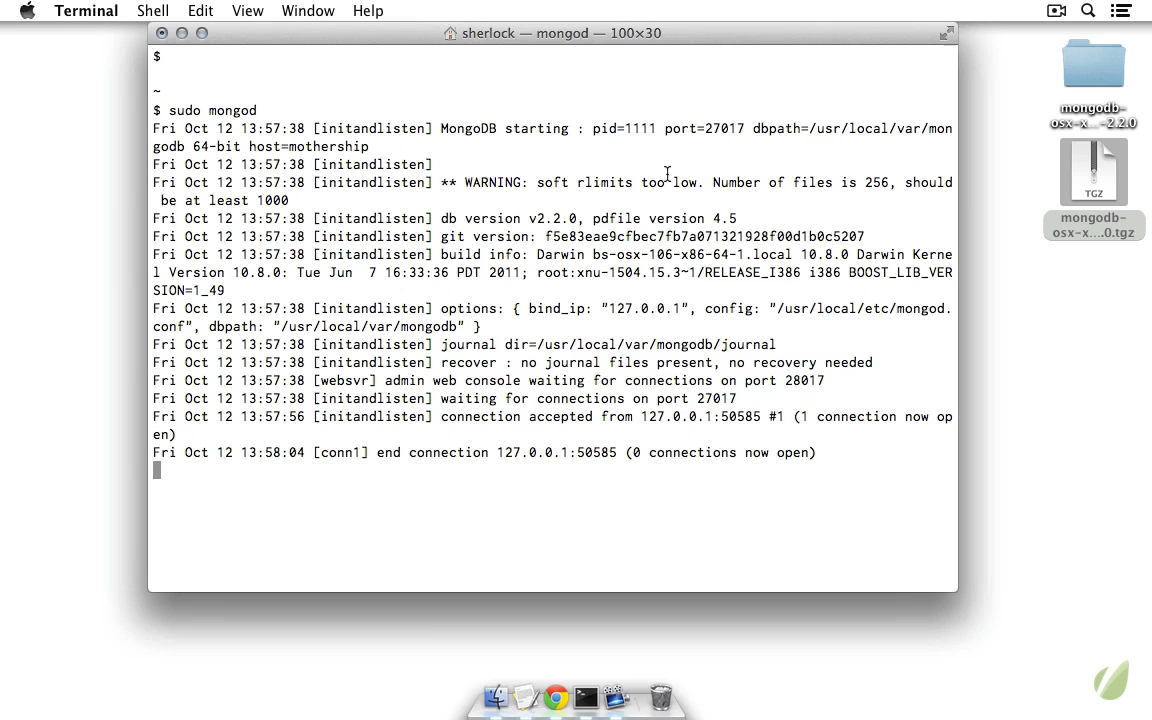 Terminal Shell Edit View Window Help
sherlock — mongod — 100×30
$
~
$ sudo mongod
Fri Oct 12 13:57:38 [initandlisten] MongoDB starting : pid=1111 port=27017 dbpath=/usr/local/var/mon
godb 64-bit host=mothership
Fri Oct 12 13:57:38 [initandlisten]
Fri Oct 12 13:57:38 [initandlisten] ** WARNING: soft rlimits too low. Number of files is 256, should
 be at least 1000
Fri Oct 12 13:57:38 [initandlisten] db version v2.2.0, pdfile version 4.5
Fri Oct 12 13:57:38 [initandlisten] git version: f5e83eae9cfbec7fb7a071321928f00d1b0c5207
Fri Oct 12 13:57:38 [initandlisten] build info: Darwin bs-osx-106-x86-64-1.local 10.8.0 Darwin Kerne
l Version 10.8.0: Tue Jun  7 16:33:36 PDT 2011; root:xnu-1504.15.3~1/RELEASE_I386 i386 BOOST_LIB_VER
SION=1_49
Fri Oct 12 13:57:38 [initandlisten] options: { bind_ip: "127.0.0.1", config: "/usr/local/etc/mongod.
conf", dbpath: "/usr/local/var/mongodb" }
Fri Oct 12 13:57:38 [initandlisten] journal dir=/usr/local/var/mongodb/journal
Fri Oct 12 13:57:38 [initandlisten] recover : no journal files present, no recovery needed
Fri Oct 12 13:57:38 [websvr] admin web console waiting for connections on port 28017
Fri Oct 12 13:57:38 [initandlisten] waiting for connections on port 27017
Fri Oct 12 13:57:56 [initandlisten] connection accepted from 127.0.0.1:50585 #1 (1 connection now op
en)
Fri Oct 12 13:58:04 [conn1] end connection 127.0.0.1:50585 (0 connections now open)
mongodb-
osx-x...-2.2.0
TGZ
mongodb-
osx-x....0.tgz